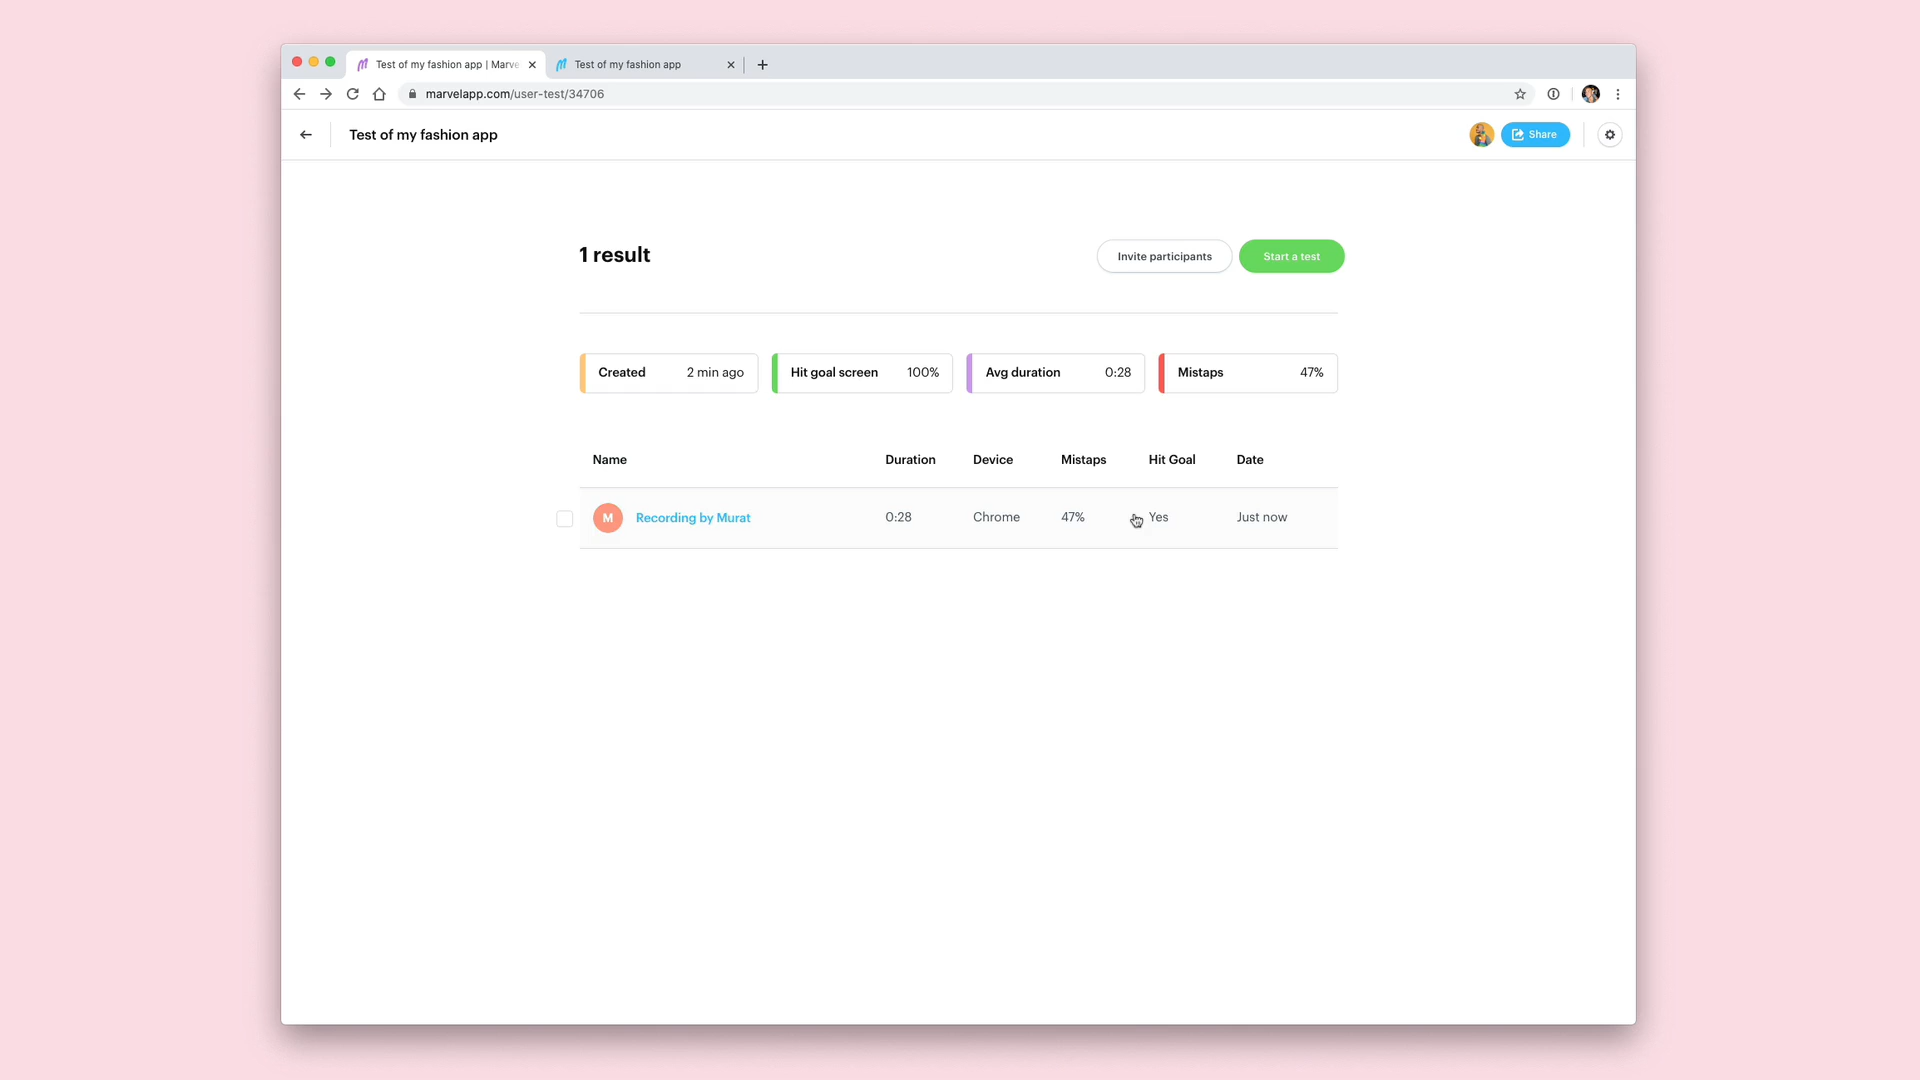 Test of my fashion app | Marve
Test of my fashion app
marvelapp.com/user-test/34706
Test of my fashion app
Share
1 result
Invite participants
Start a test
Created 2 min ago
Hit goal screen 100%
Avg duration 0:28
Mistaps 47%
Name Duration Device Mistaps Hit Goal Date
M Recording by Murat 0:28 Chrome 47% Yes Just now